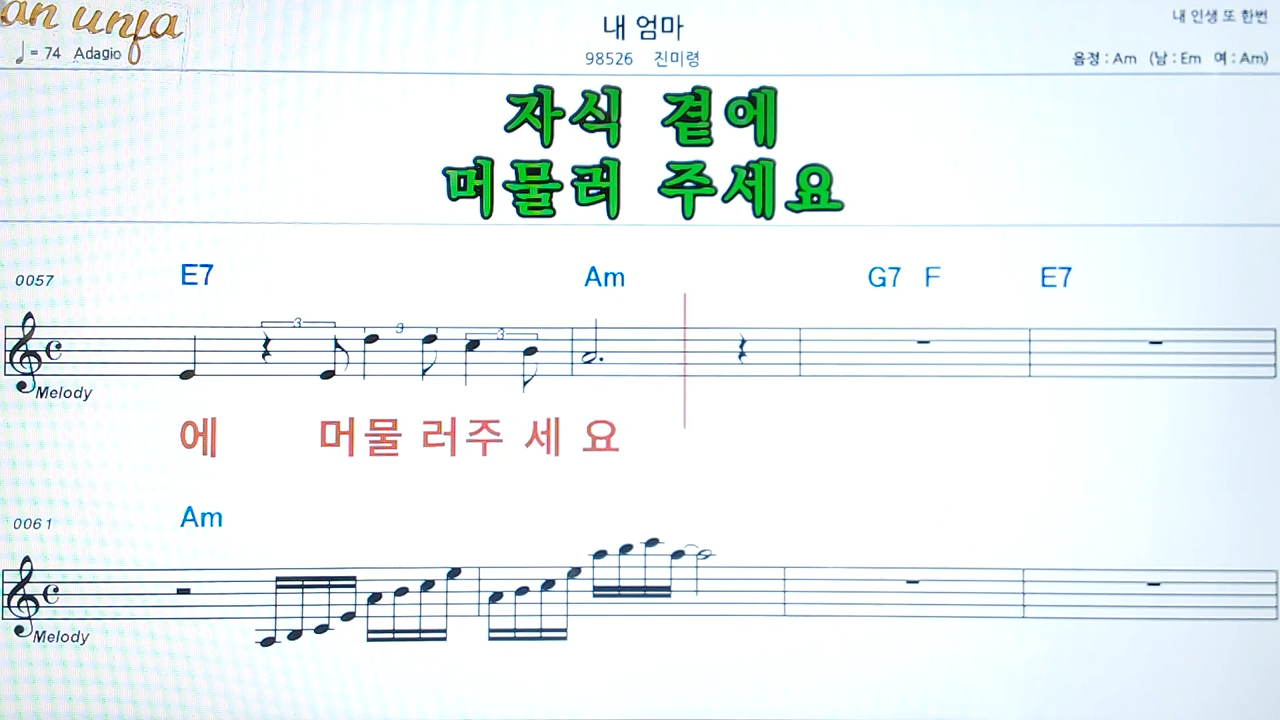 an unfa
내 엄마
내 인생 또 한번
♩= 74 Adagio
98526 진미령
음정 : Am (남 : Em 여 : Am)
자식 곁에
머물러 주세요
0057 E7 Am G7 F E7
3 3 3
Melody
에 머물 러주 세 요
0061 Am
Melody